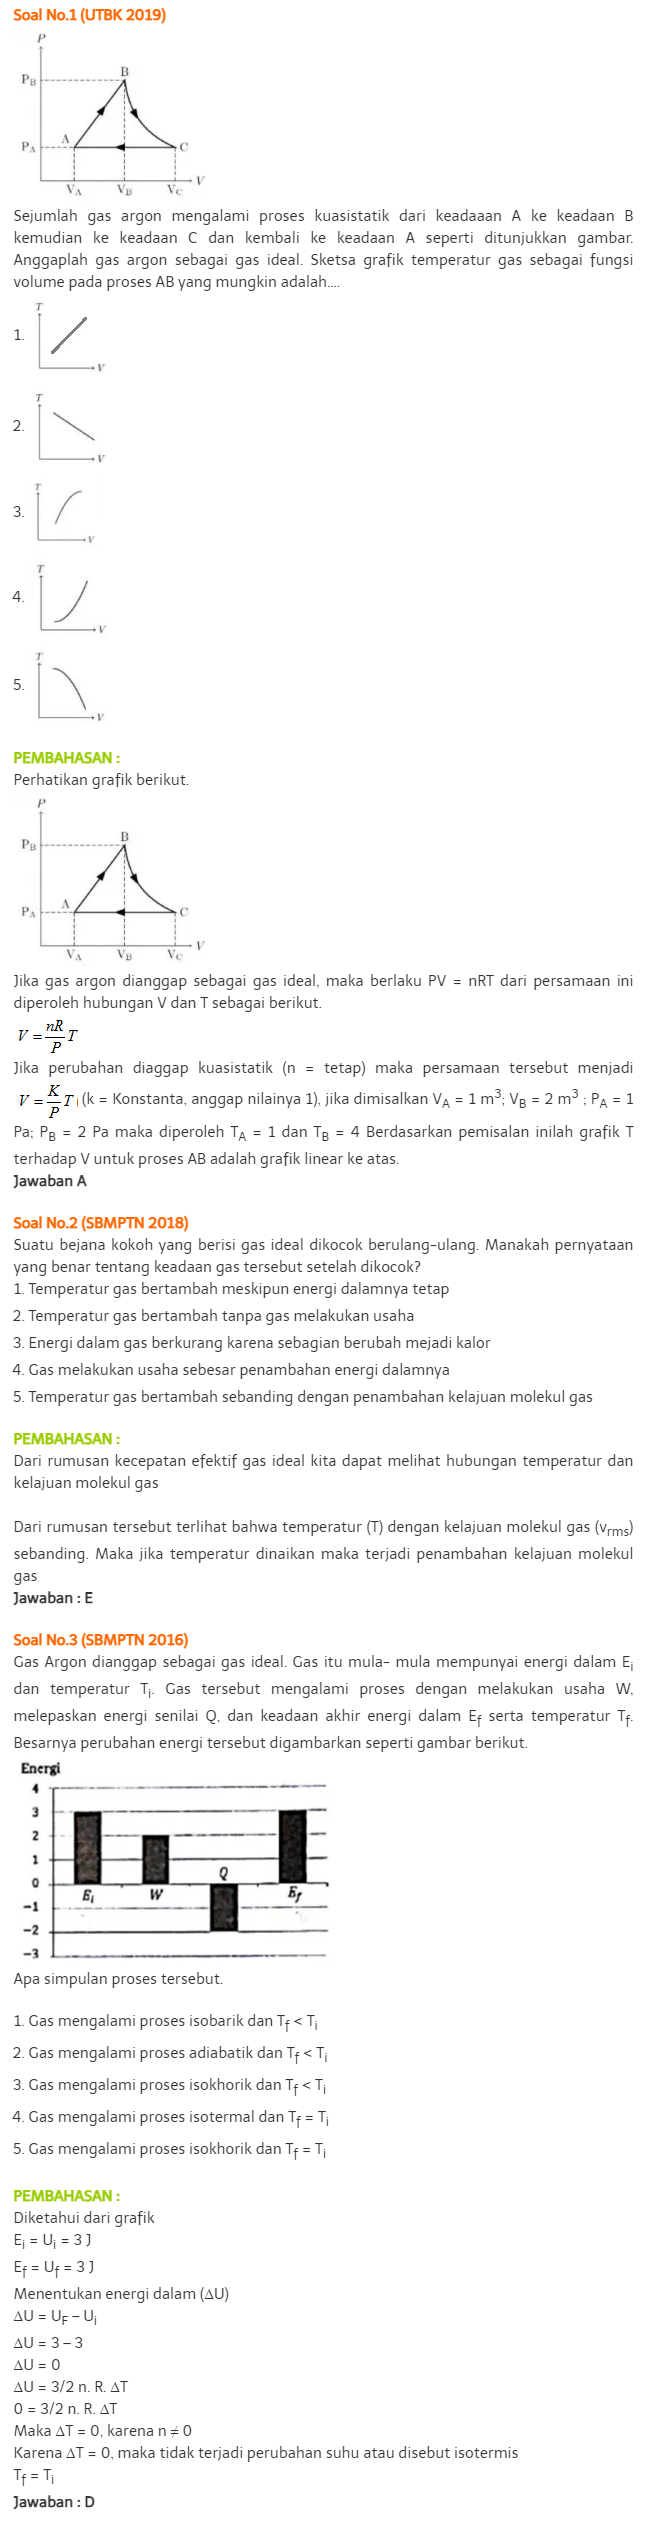 Soal No.1 (UTBK 2019)
P
P_B
B
P_A
A
C
V_A
V_B
V_C
V
Sejumlah gas argon mengalami proses kuasistatik dari keadaaan A ke keadaan B
kemudian ke keadaan C dan kembali ke keadaan A seperti ditunjukkan gambar.
Anggaplah gas argon sebagai gas ideal. Sketsa grafik temperatur gas sebagai fungsi
volume pada proses AB yang mungkin adalah....
T
1.
V
T
2.
V
T
3.
V
T
4.
V
T
5.
V
PEMBAHASAN :
Perhatikan grafik berikut.
P
P_B
B
P_A
A
C
V_A
V_B
V_C
V
Jika gas argon dianggap sebagai gas ideal, maka berlaku PV = nRT dari persamaan ini
diperoleh hubungan V dan T sebagai berikut.
V = nR/P T
Jika perubahan diaggap kuasistatik (n = tetap) maka persamaan tersebut menjadi
V = K/P T, (k = Konstanta, anggap nilainya 1), jika dimisalkan V_A = 1 m³; V_B = 2 m³ ; P_A = 1
Pa; P_B = 2 Pa maka diperoleh T_A = 1 dan T_B = 4 Berdasarkan pemisalan inilah grafik T
terhadap V untuk proses AB adalah grafik linear ke atas.
Jawaban A
Soal No.2 (SBMPTN 2018)
Suatu bejana kokoh yang berisi gas ideal dikocok berulang-ulang. Manakah pernyataan
yang benar tentang keadaan gas tersebut setelah dikocok?
1. Temperatur gas bertambah meskipun energi dalamnya tetap
2. Temperatur gas bertambah tanpa gas melakukan usaha
3. Energi dalam gas berkurang karena sebagian berubah mejadi kalor
4. Gas melakukan usaha sebesar penambahan energi dalamnya
5. Temperatur gas bertambah sebanding dengan penambahan kelajuan molekul gas
PEMBAHASAN :
Dari rumusan kecepatan efektif gas ideal kita dapat melihat hubungan temperatur dan
kelajuan molekul gas
Dari rumusan tersebut terlihat bahwa temperatur (T) dengan kelajuan molekul gas (v_rms)
sebanding. Maka jika temperatur dinaikan maka terjadi penambahan kelajuan molekul
gas
Jawaban : E
Soal No.3 (SBMPTN 2016)
Gas Argon dianggap sebagai gas ideal. Gas itu mula- mula mempunyai energi dalam E_i
dan temperatur T_i. Gas tersebut mengalami proses dengan melakukan usaha W,
melepaskan energi senilai Q, dan keadaan akhir energi dalam E_f serta temperatur T_f.
Besarnya perubahan energi tersebut digambarkan seperti gambar berikut.
Energi
4
3
2
1
0
-1
-2
-3
E_i
W
Q
E_f
Apa simpulan proses tersebut.
1. Gas mengalami proses isobarik dan T_f < T_i
2. Gas mengalami proses adiabatik dan T_f < T_i
3. Gas mengalami proses isokhorik dan T_f < T_i
4. Gas mengalami proses isotermal dan T_f = T_i
5. Gas mengalami proses isokhorik dan T_f = T_i
PEMBAHASAN :
Diketahui dari grafik
E_i = U_i = 3 J
E_f = U_f = 3 J
Menentukan energi dalam (∆U)
∆U = U_F – U_i
∆U = 3 – 3
∆U = 0
∆U = 3/2 n. R. ∆T
0 = 3/2 n. R. ∆T
Maka ∆T = 0, karena n ≠ 0
Karena ∆T = 0, maka tidak terjadi perubahan suhu atau disebut isotermis
T_f = T_i
Jawaban : D